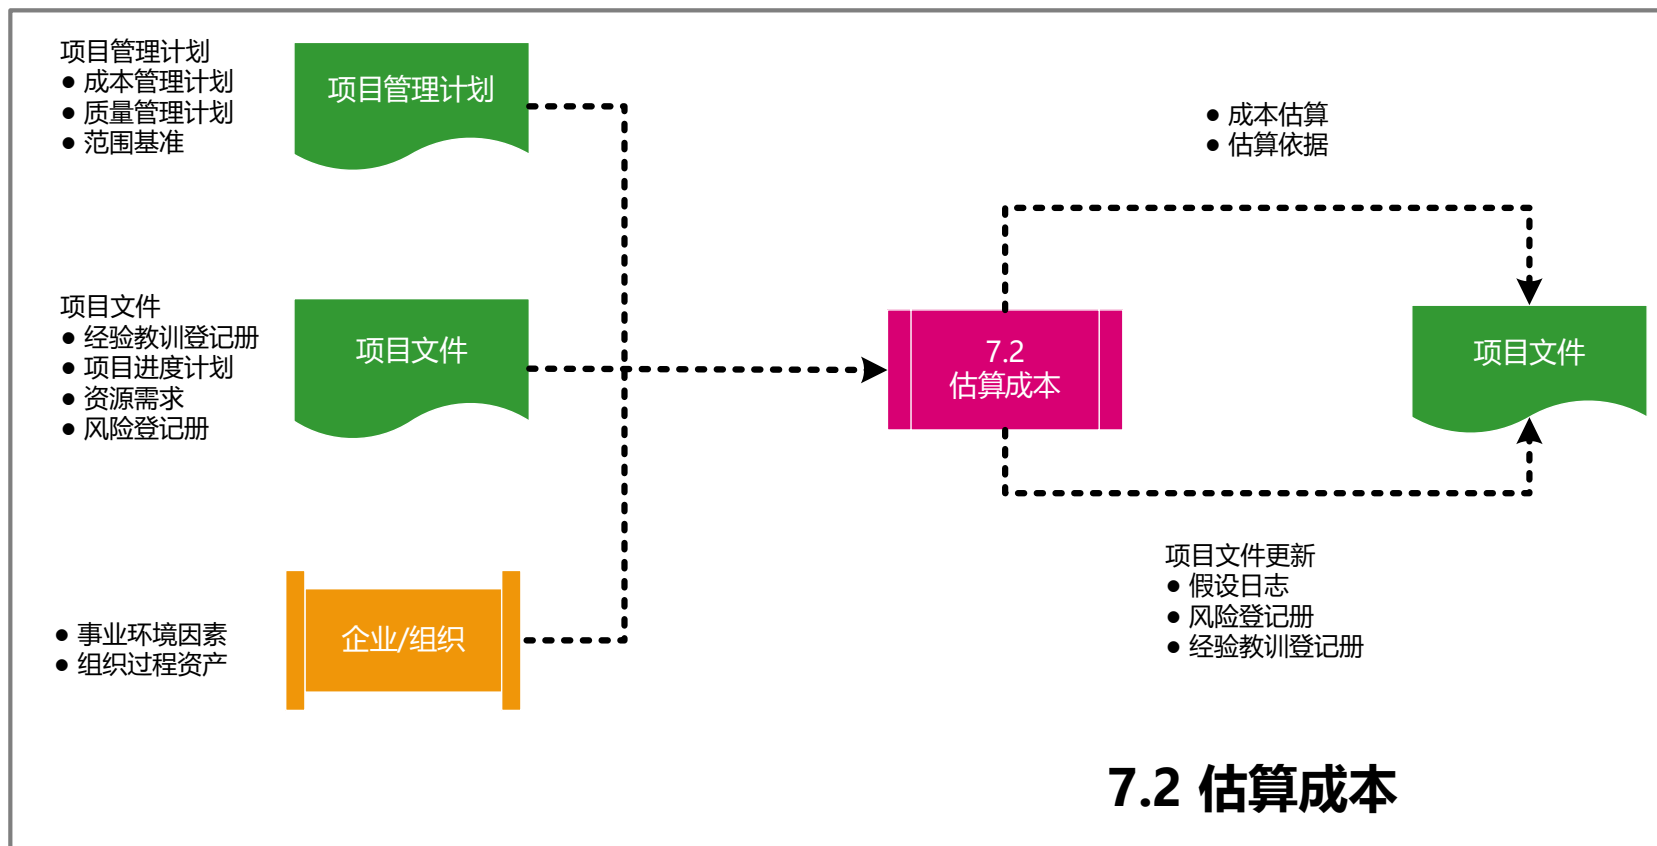 项目管理计划
● 成本管理计划
● 质量管理计划
● 范围基准
项目管理计划
● 成本估算
● 估算依据
项目文件
● 经验教训登记册
● 项目进度计划
● 资源需求
● 风险登记册
项目文件
7.2
估算成本
项目文件
● 事业环境因素
● 组织过程资产
企业/组织
项目文件更新
● 假设日志
● 风险登记册
● 经验教训登记册
7.2 估算成本